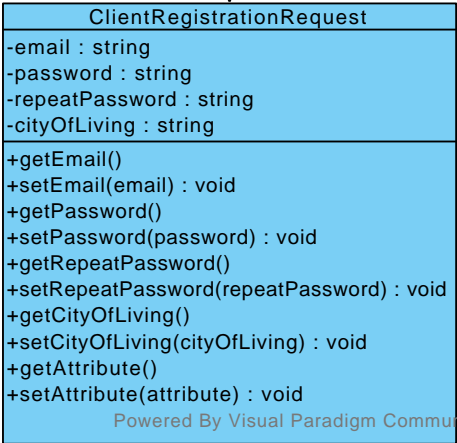 ClientRegistrationRequest
-email : string
-password : string
-repeatPassword : string
-cityOfLiving : string
+getEmail()
+setEmail(email) : void
+getPassword()
+setPassword(password) : void
+getRepeatPassword()
+setRepeatPassword(repeatPassword) : void
+getCityOfLiving()
+setCityOfLiving(cityOfLiving) : void
+getAttribute()
+setAttribute(attribute) : void
Powered By Visual Paradigm Commu